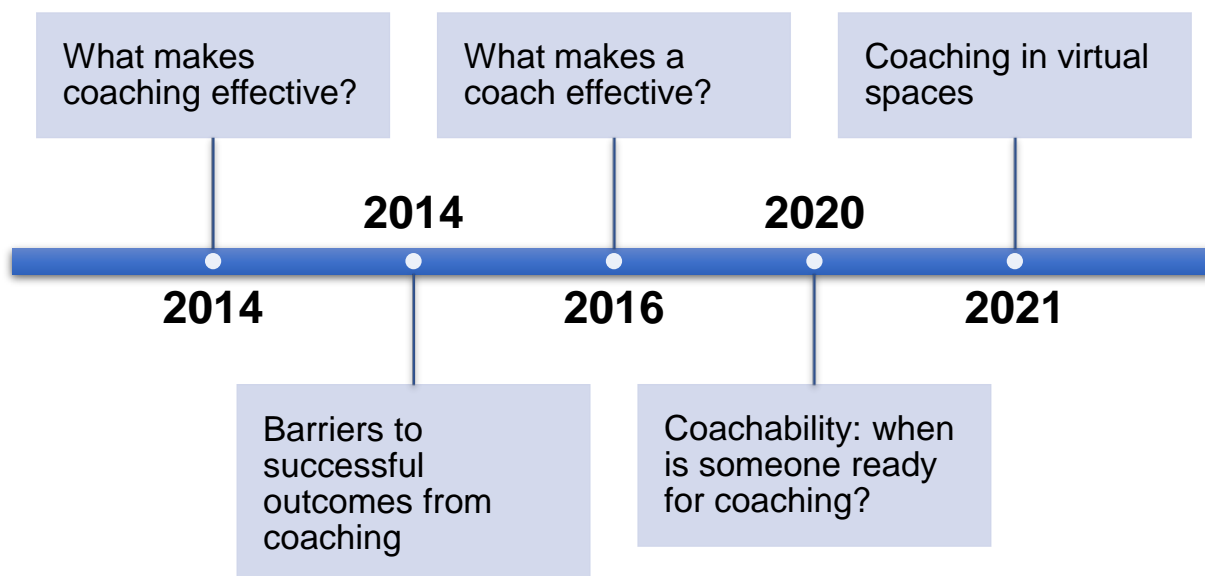 What makes
coaching effective?
What makes a
coach effective?
Coaching in virtual
spaces
2014
2020
2014
2016
2021
Barriers to
successful
outcomes from
coaching
Coachability: when
is someone ready
for coaching?